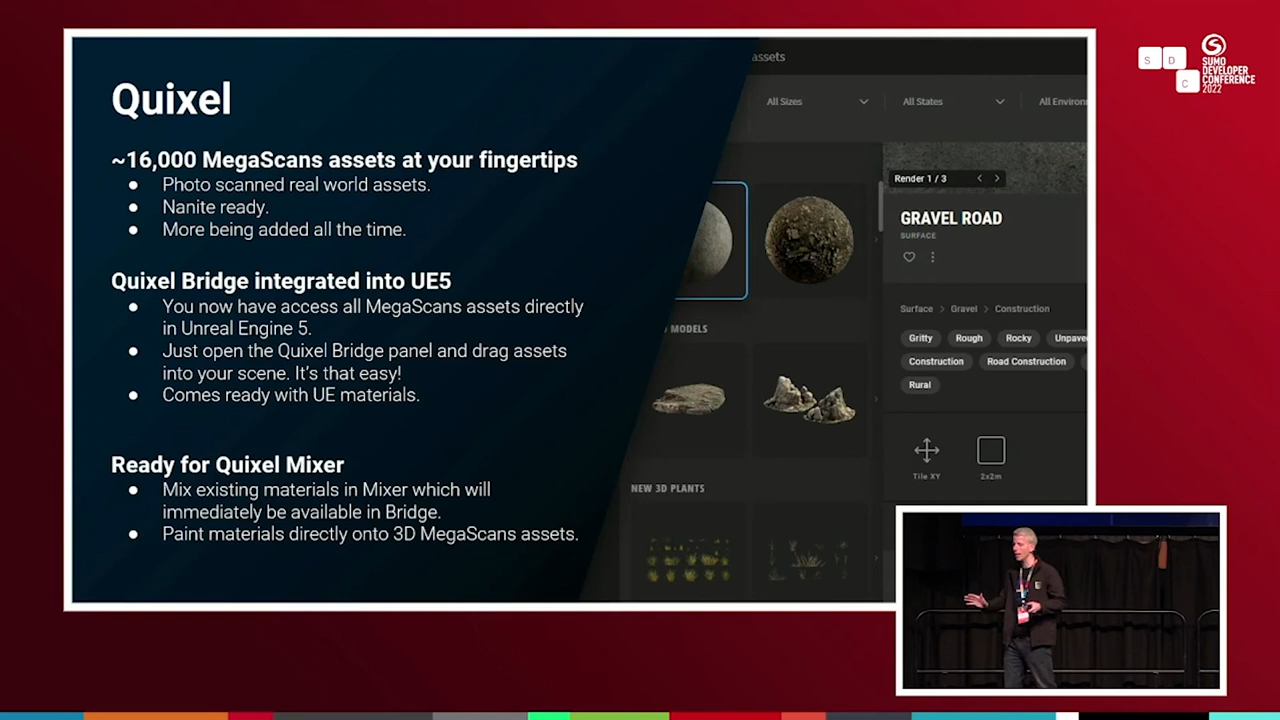 Quixel
~16,000 MegaScans assets at your fingertips
● Photo scanned real world assets.
● Nanite ready.
● More being added all the time.
Quixel Bridge integrated into UE5
● You now have access all MegaScans assets directly
in Unreal Engine 5.
● Just open the Quixel Bridge panel and drag assets
into your scene. It's that easy!
● Comes ready with UE materials.
Ready for Quixel Mixer
● Mix existing materials in Mixer which will
immediately be available in Bridge.
● Paint materials directly onto 3D MegaScans assets.
assets
All Sizes
All States
All Environ
Render 1 / 3
GRAVEL ROAD
SURFACE
Surface > Gravel > Construction
Gritty
Rough
Rocky
Unpave
Construction
Road Construction
Rural
MODELS
Tile XY
2x2m
NEW 3D PLANTS
S D
C
SUMO
DEVELOPER
CONFERENCE
2022